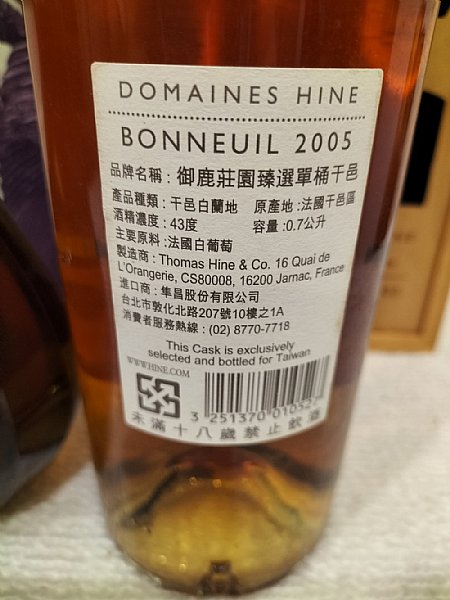 DOMAINES HINE
BONNEUIL 2005
品牌名稱：御鹿莊園臻選單桶干邑
產品種類：干邑白蘭地 原產地：法國干邑區
酒精濃度：43度 容量：0.7公升
主要原料：法國白葡萄
製造商：Thomas Hine & Co. 16 Quai de
L'Orangerie, CS80008, 16200 Jarnac, France
進口商：隼昌股份有限公司
台北市敦化北路207號10樓之1A
消費者服務熱線：(02) 8770-7718
This Cask is exclusively
selected and bottled for Taiwan
WWW.HINE.COM
3 251370 010527
未滿十八歲禁止飲酒